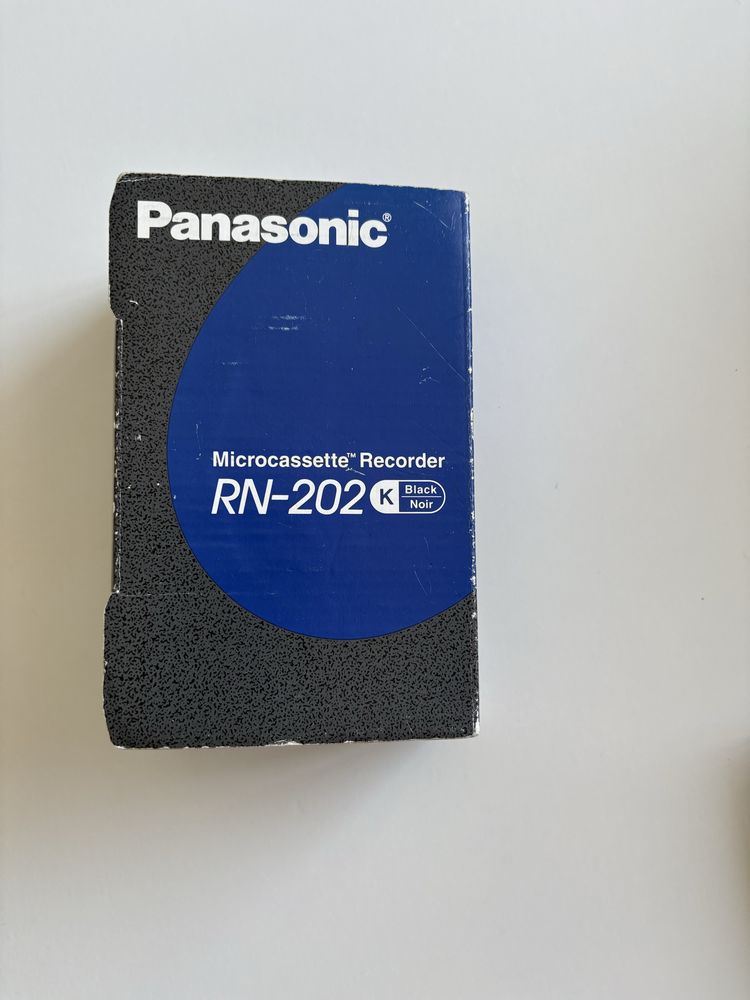 Panasonic®
Microcassette™ Recorder
RN-202 K Black
Noir